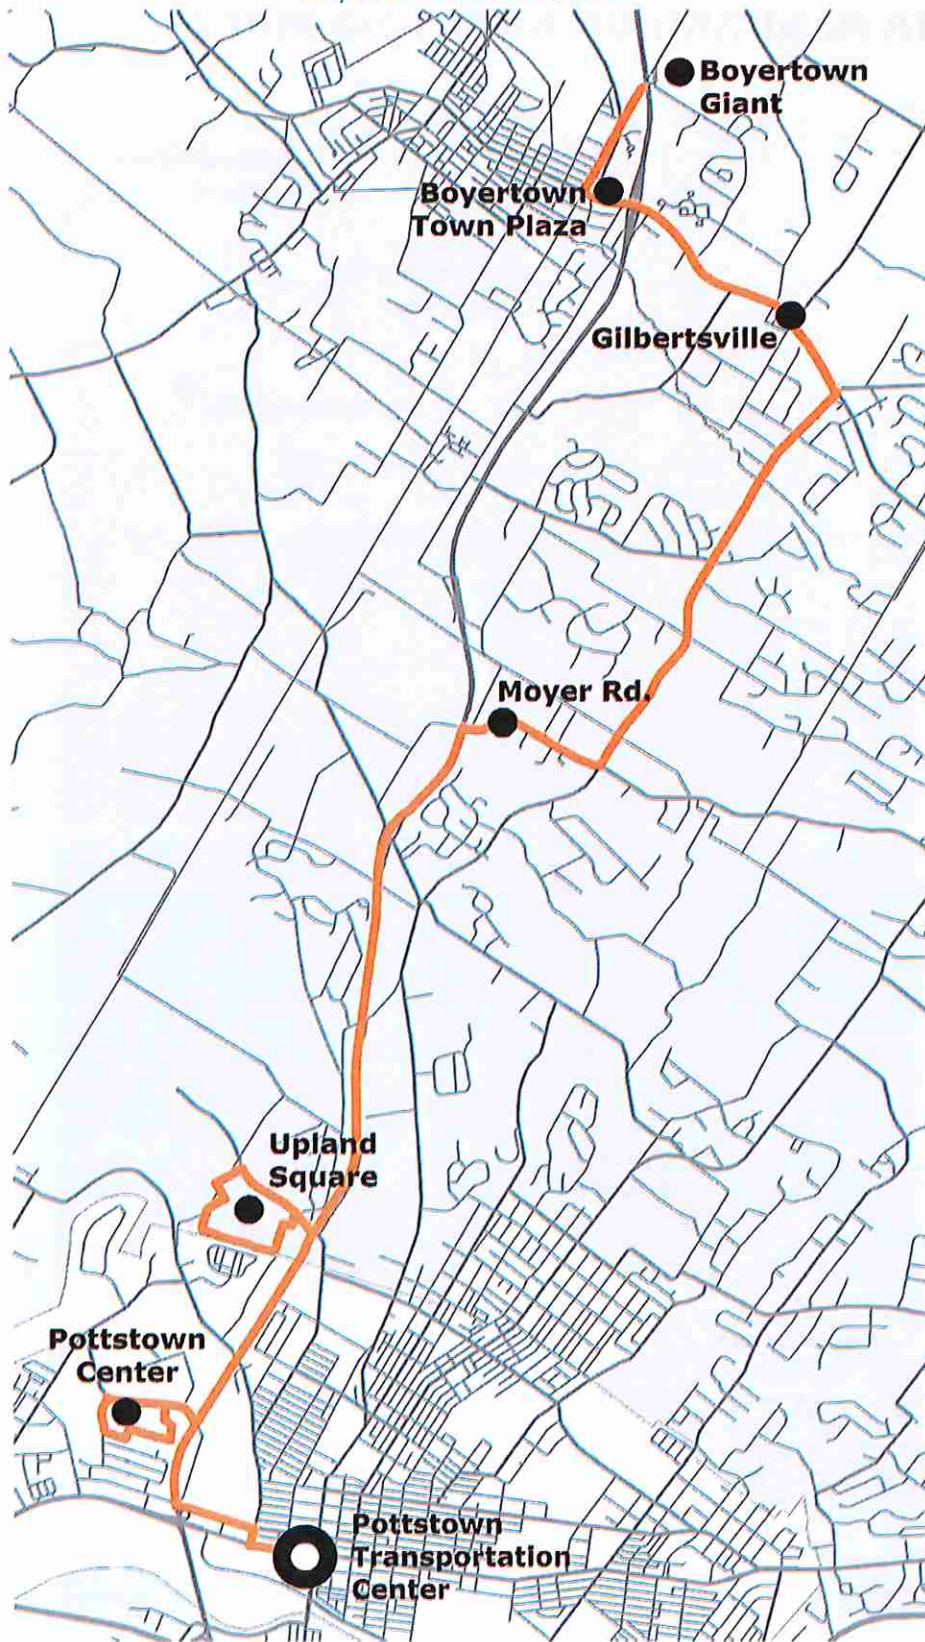 Boyertown
Giant
Boyertown
Town Plaza
Gilbertsville
Moyer Rd.
Upland
Square
Pottstown
Center
Pottstown
Transportation
Center